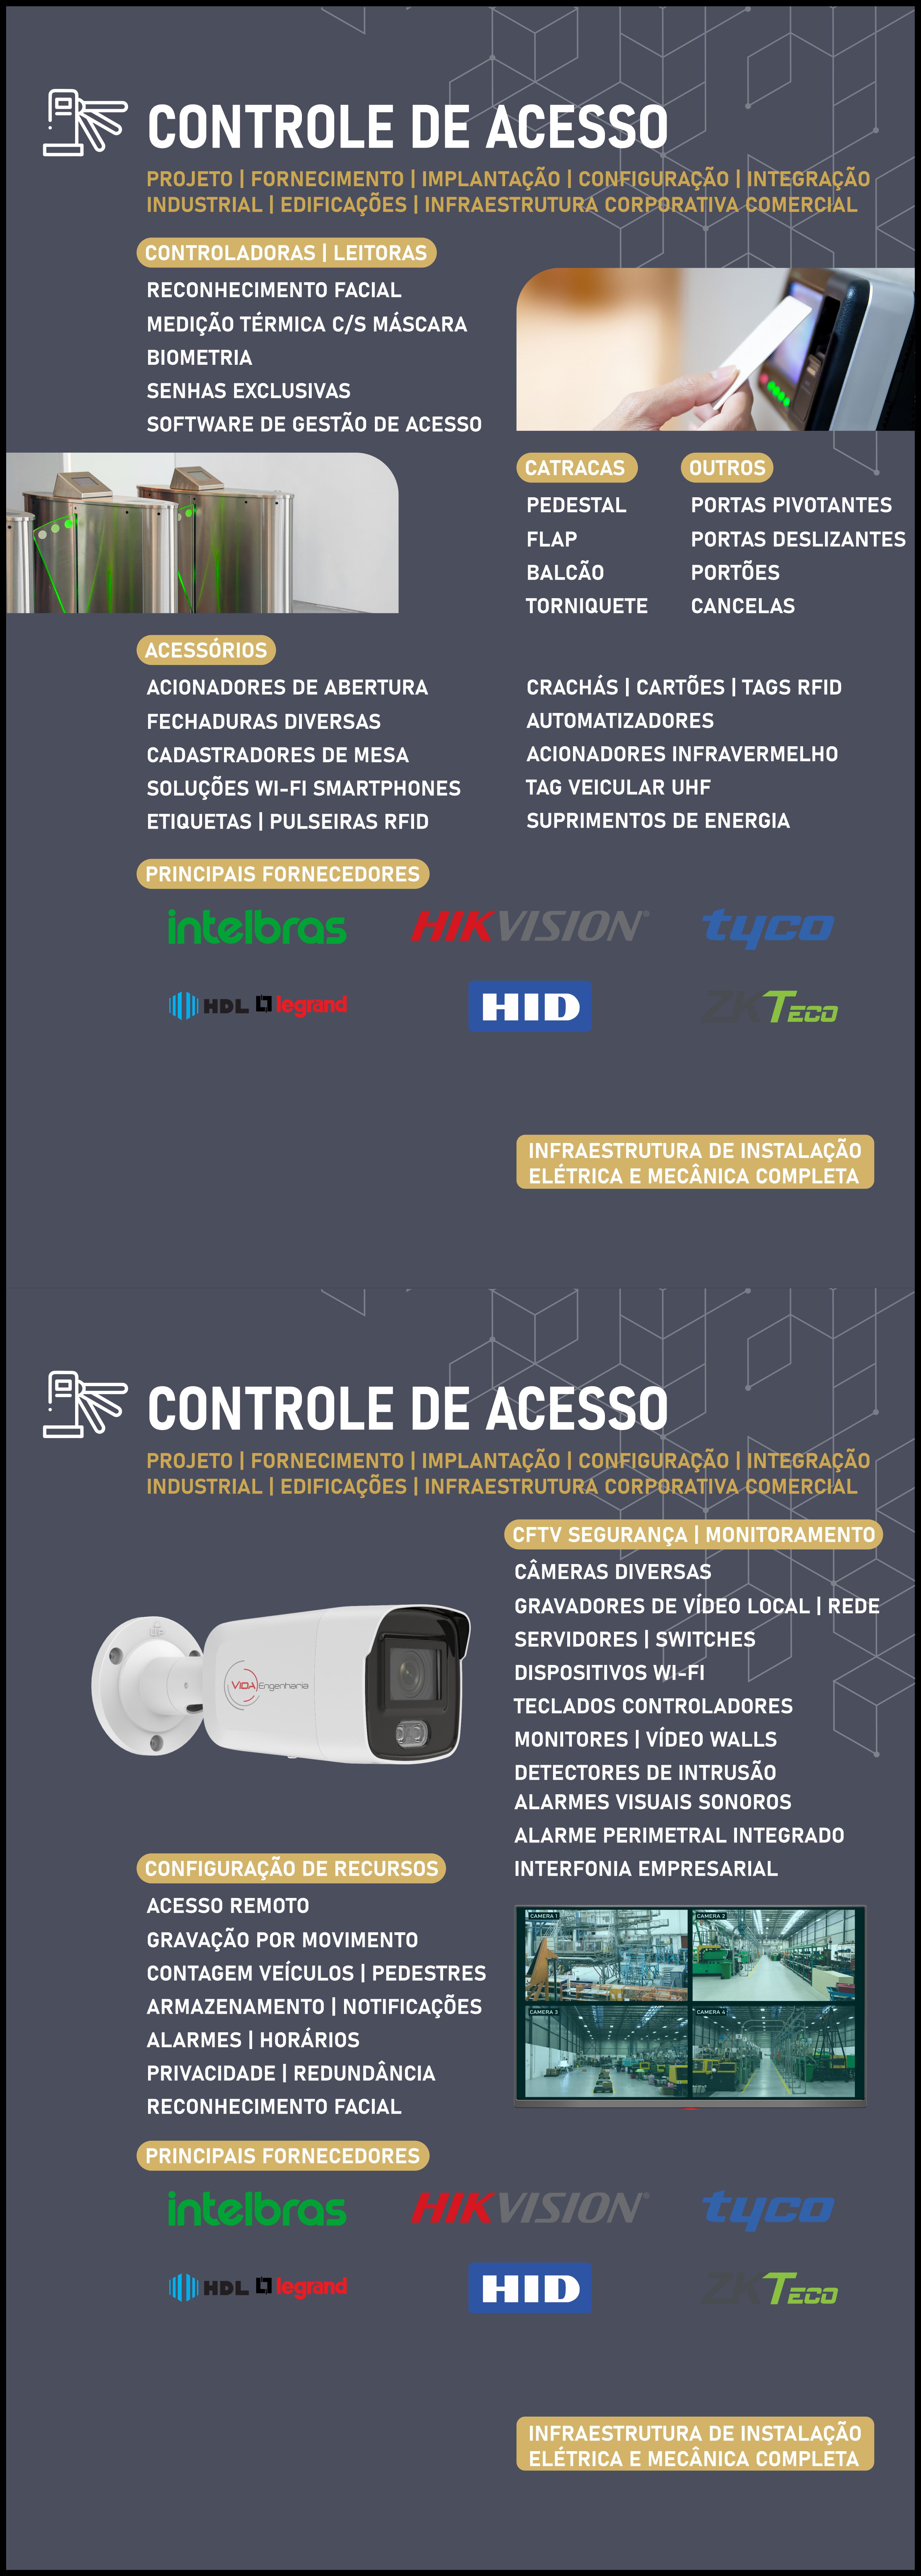 CONTROLE DE ACESSO
PROJETO | FORNECIMENTO | IMPLANTAÇÃO | CONFIGURAÇÃO | INTEGRAÇÃO
INDUSTRIAL | EDIFICAÇÕES | INFRAESTRUTURA CORPORATIVA COMERCIAL
CONTROLADORAS | LEITORAS
RECONHECIMENTO FACIAL
MEDIÇÃO TÉRMICA C/S MÁSCARA
BIOMETRIA
SENHAS EXCLUSIVAS
SOFTWARE DE GESTÃO DE ACESSO
CATRACAS
PEDESTAL
FLAP
BALCÃO
TORNIQUETE
OUTROS
PORTAS PIVOTANTES
PORTAS DESLIZANTES
PORTÕES
CANCELAS
ACESSÓRIOS
ACIONADORES DE ABERTURA
FECHADURAS DIVERSAS
CADASTRADORES DE MESA
SOLUÇÕES WI-FI SMARTPHONES
ETIQUETAS | PULSEIRAS RFID
CRACHÁS | CARTÕES | TAGS RFID
AUTOMATIZADORES
ACIONADORES INFRAVERMELHO
TAG VEICULAR UHF
SUPRIMENTOS DE ENERGIA
PRINCIPAIS FORNECEDORES
intelbras
HIKVISION®
tyco
HDL legrand
HID
ZKTECO
INFRAESTRUTURA DE INSTALAÇÃO
ELÉTRICA E MECÂNICA COMPLETA
CONTROLE DE ACESSO
PROJETO | FORNECIMENTO | IMPLANTAÇÃO | CONFIGURAÇÃO | INTEGRAÇÃO
INDUSTRIAL | EDIFICAÇÕES | INFRAESTRUTURA CORPORATIVA COMERCIAL
CFTV SEGURANÇA | MONITORAMENTO
CÂMERAS DIVERSAS
GRAVADORES DE VÍDEO LOCAL | REDE
SERVIDORES | SWITCHES
DISPOSITIVOS WI-FI
TECLADOS CONTROLADORES
MONITORES | VÍDEO WALLS
DETECTORES DE INTRUSÃO
ALARMES VISUAIS SONOROS
ALARME PERIMETRAL INTEGRADO
INTERFONIA EMPRESARIAL
UP
VIDA Engenharia
CONFIGURAÇÃO DE RECURSOS
ACESSO REMOTO
GRAVAÇÃO POR MOVIMENTO
CONTAGEM VEÍCULOS | PEDESTRES
ARMAZENAMENTO | NOTIFICAÇÕES
ALARMES | HORÁRIOS
PRIVACIDADE | REDUNDÂNCIA
RECONHECIMENTO FACIAL
CAMERA 1
CAMERA 2
CAMERA 3
CAMERA 4
PRINCIPAIS FORNECEDORES
intelbras
HIKVISION®
tyco
HDL legrand
HID
ZKTECO
INFRAESTRUTURA DE INSTALAÇÃO
ELÉTRICA E MECÂNICA COMPLETA